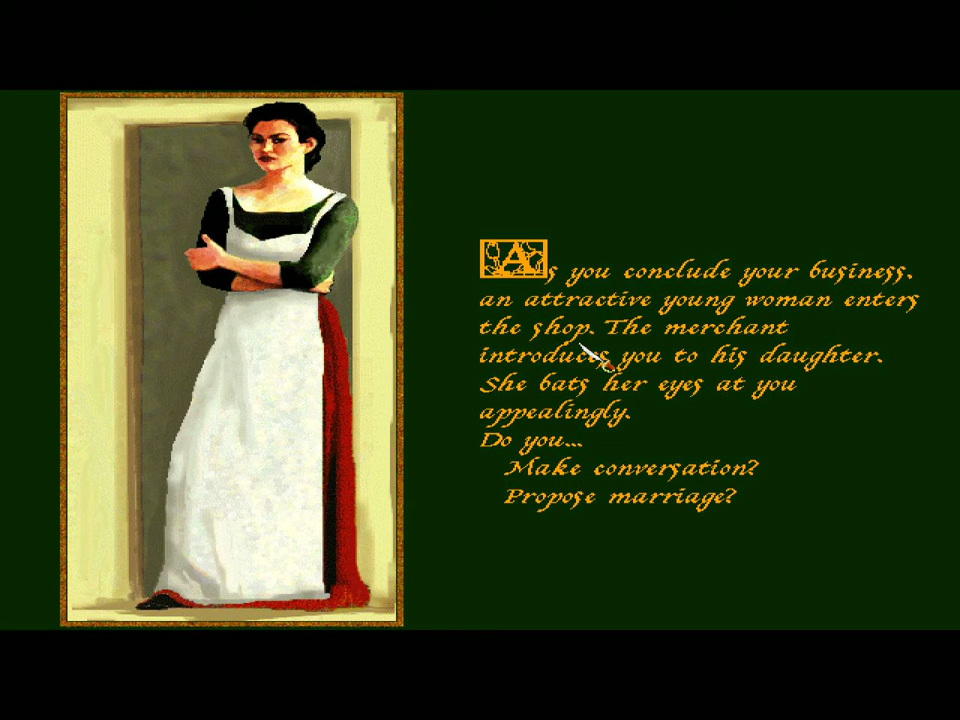 As you conclude your business,
an attractive young woman enters
the shop. The merchant
introduces you to his daughter.
She bats her eyes at you
appealingly.
Do you...
Make conversation?
Propose marriage?